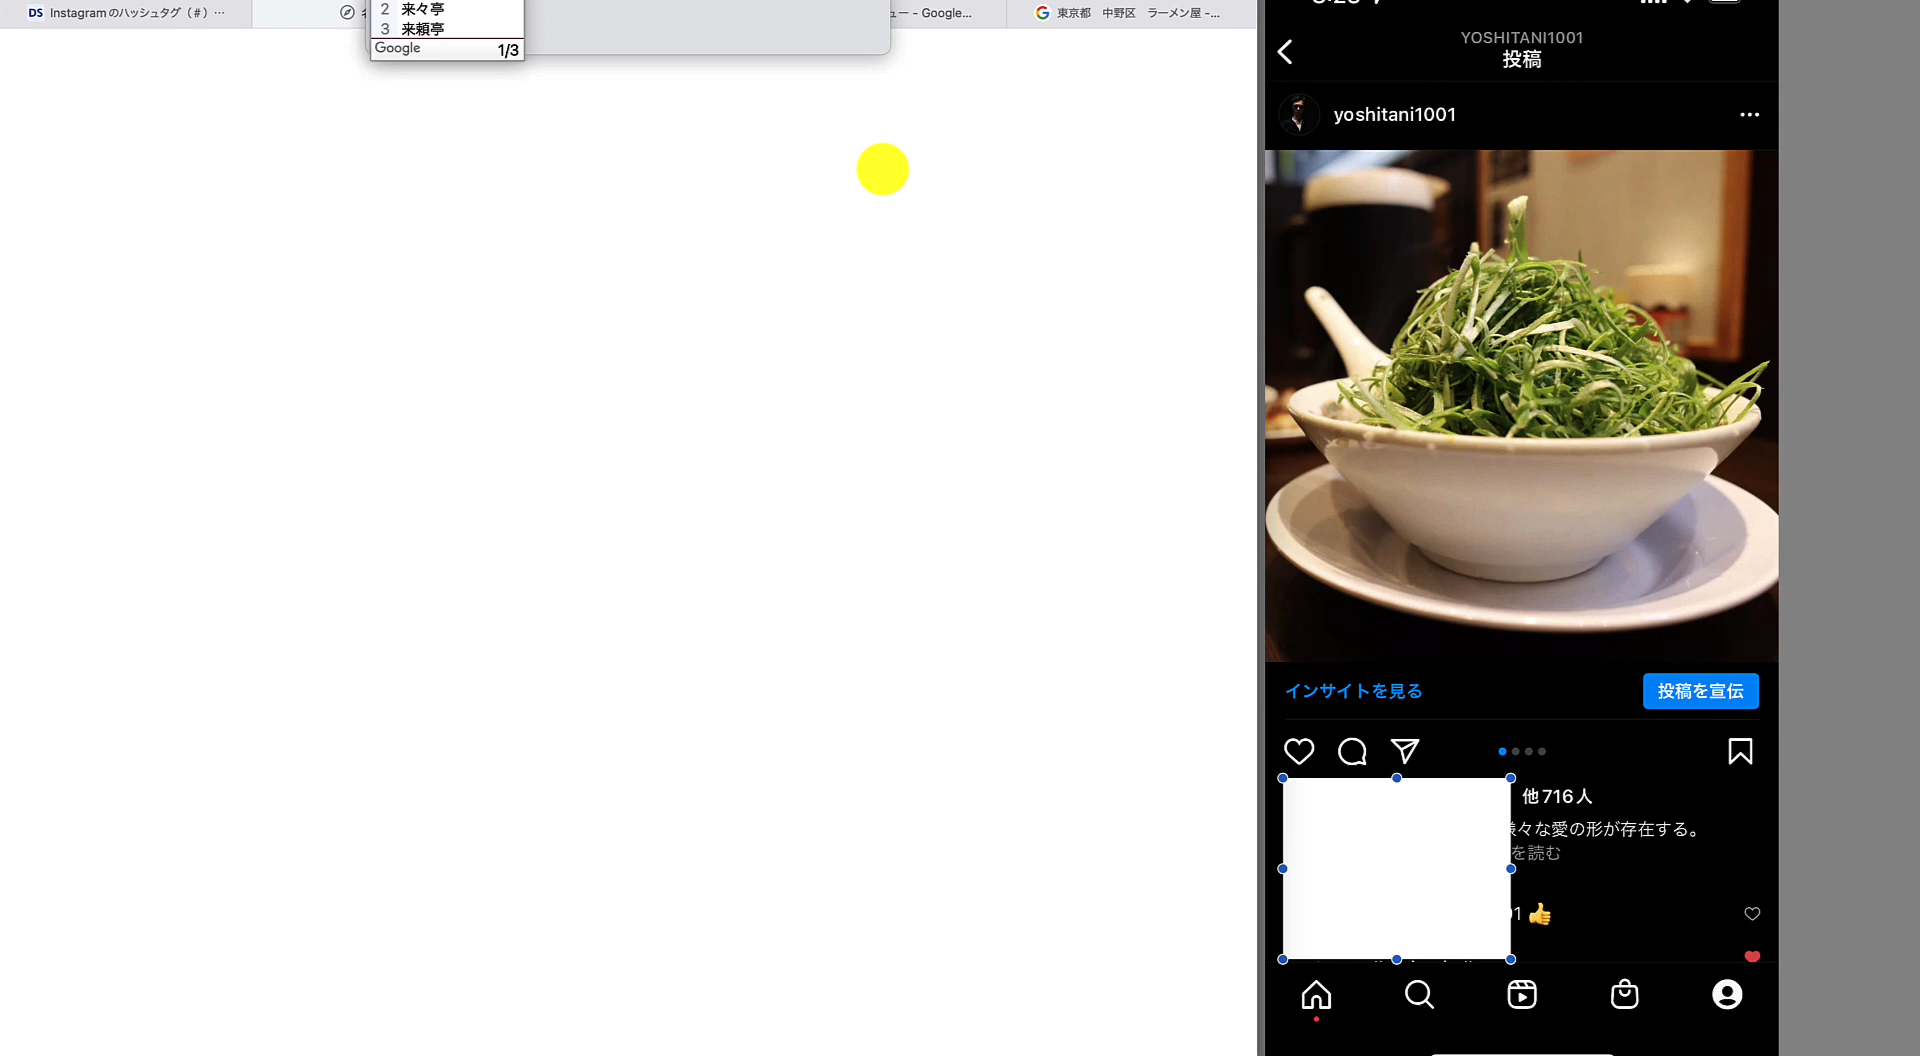 DS Instagramのハッシュタグ（#）…
2 来々亭
3 来頼亭
Google 1/3
ー - Google...
東京都 中野区 ラーメン屋 -...
YOSHITANI1001
投稿
yoshitani1001
インサイトを見る
投稿を宣伝
他716人
々な愛の形が存在する。
を読む
1 👍